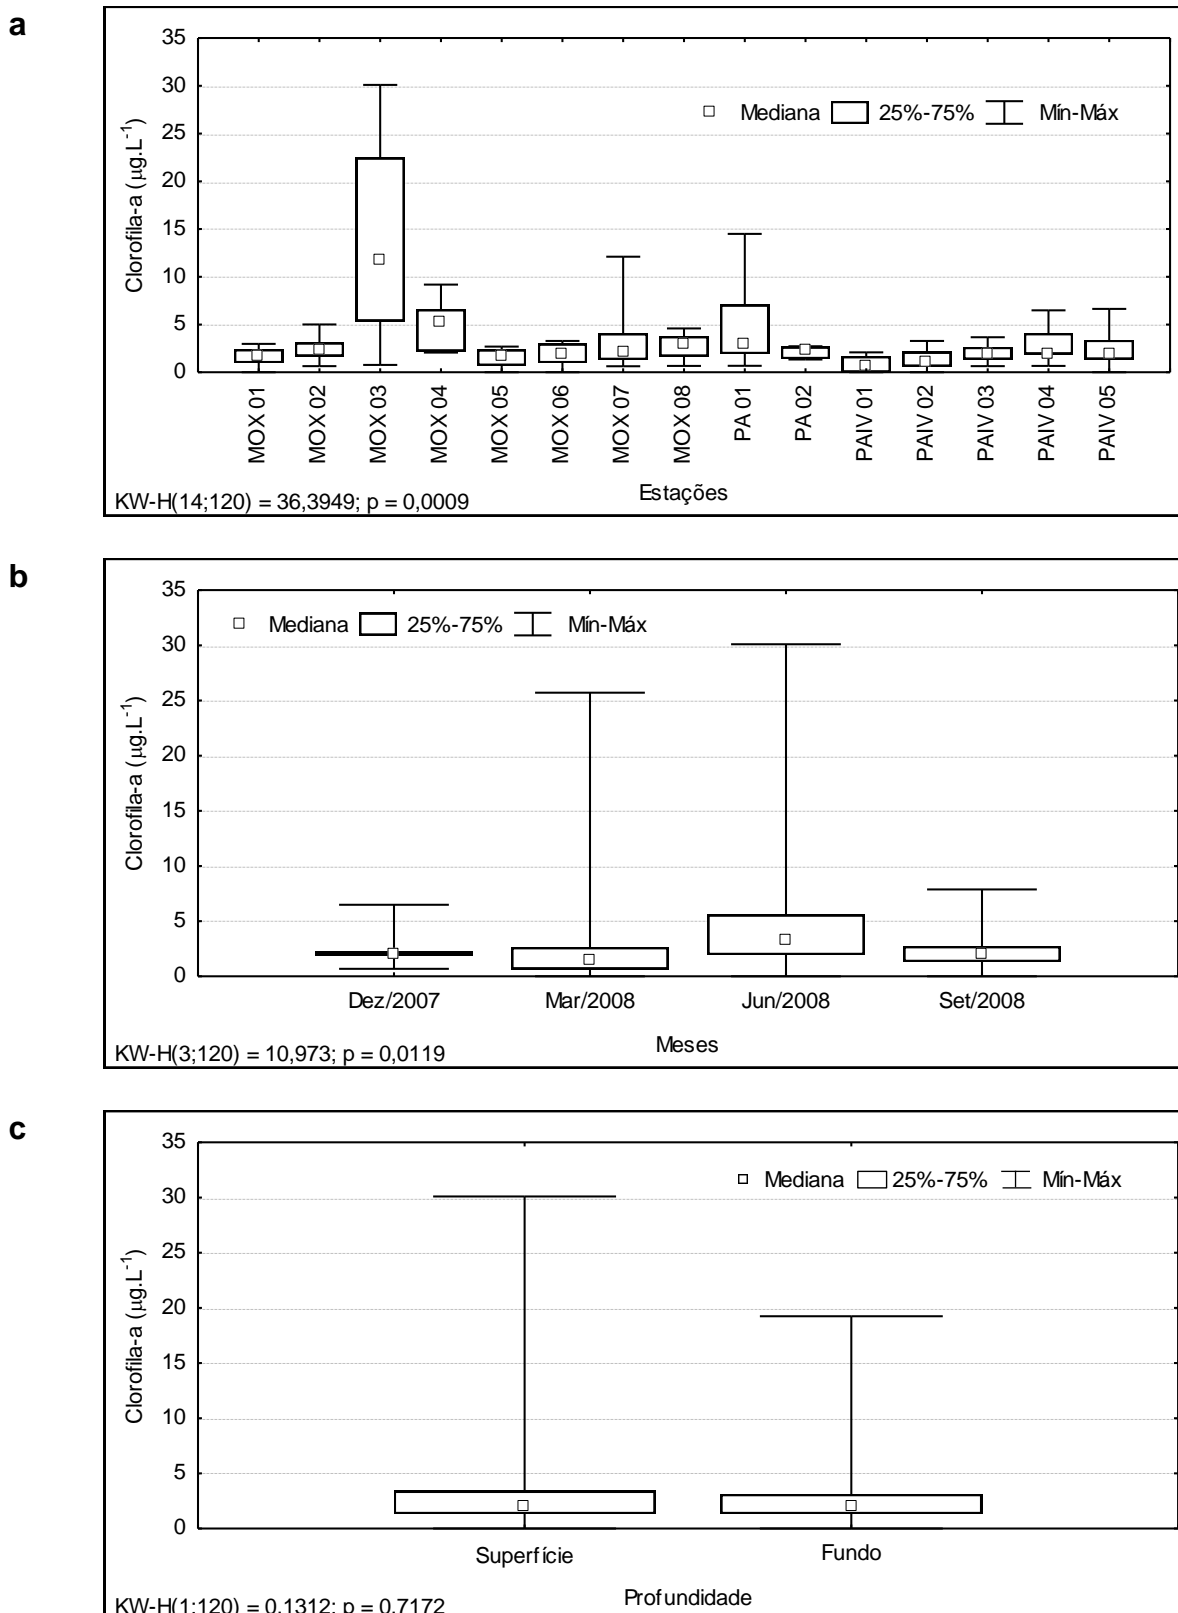 a
35
30
25
20
15
10
5
0
Clorofila-a (µg.L-1)
Mediana 25%-75% Mín-Máx
MOX 01
MOX 02
MOX 03
MOX 04
MOX 05
MOX 06
MOX 07
MOX 08
PA 01
PA 02
PAIV 01
PAIV 02
PAIV 03
PAIV 04
PAIV 05
Estações
KW-H(14;120) = 36,3949; p = 0,0009
b
35
30
25
20
15
10
5
0
Clorofila-a (µg.L-1)
Mediana 25%-75% Mín-Máx
Dez/2007 Mar/2008 Jun/2008 Set/2008
Meses
KW-H(3;120) = 10,973; p = 0,0119
c
35
30
25
20
15
10
5
0
Clorofila-a (µg.L-1)
Mediana 25%-75% Mín-Máx
Superfície Fundo
Profundidade
KW-H(1;120) = 0,1312; p = 0,7172